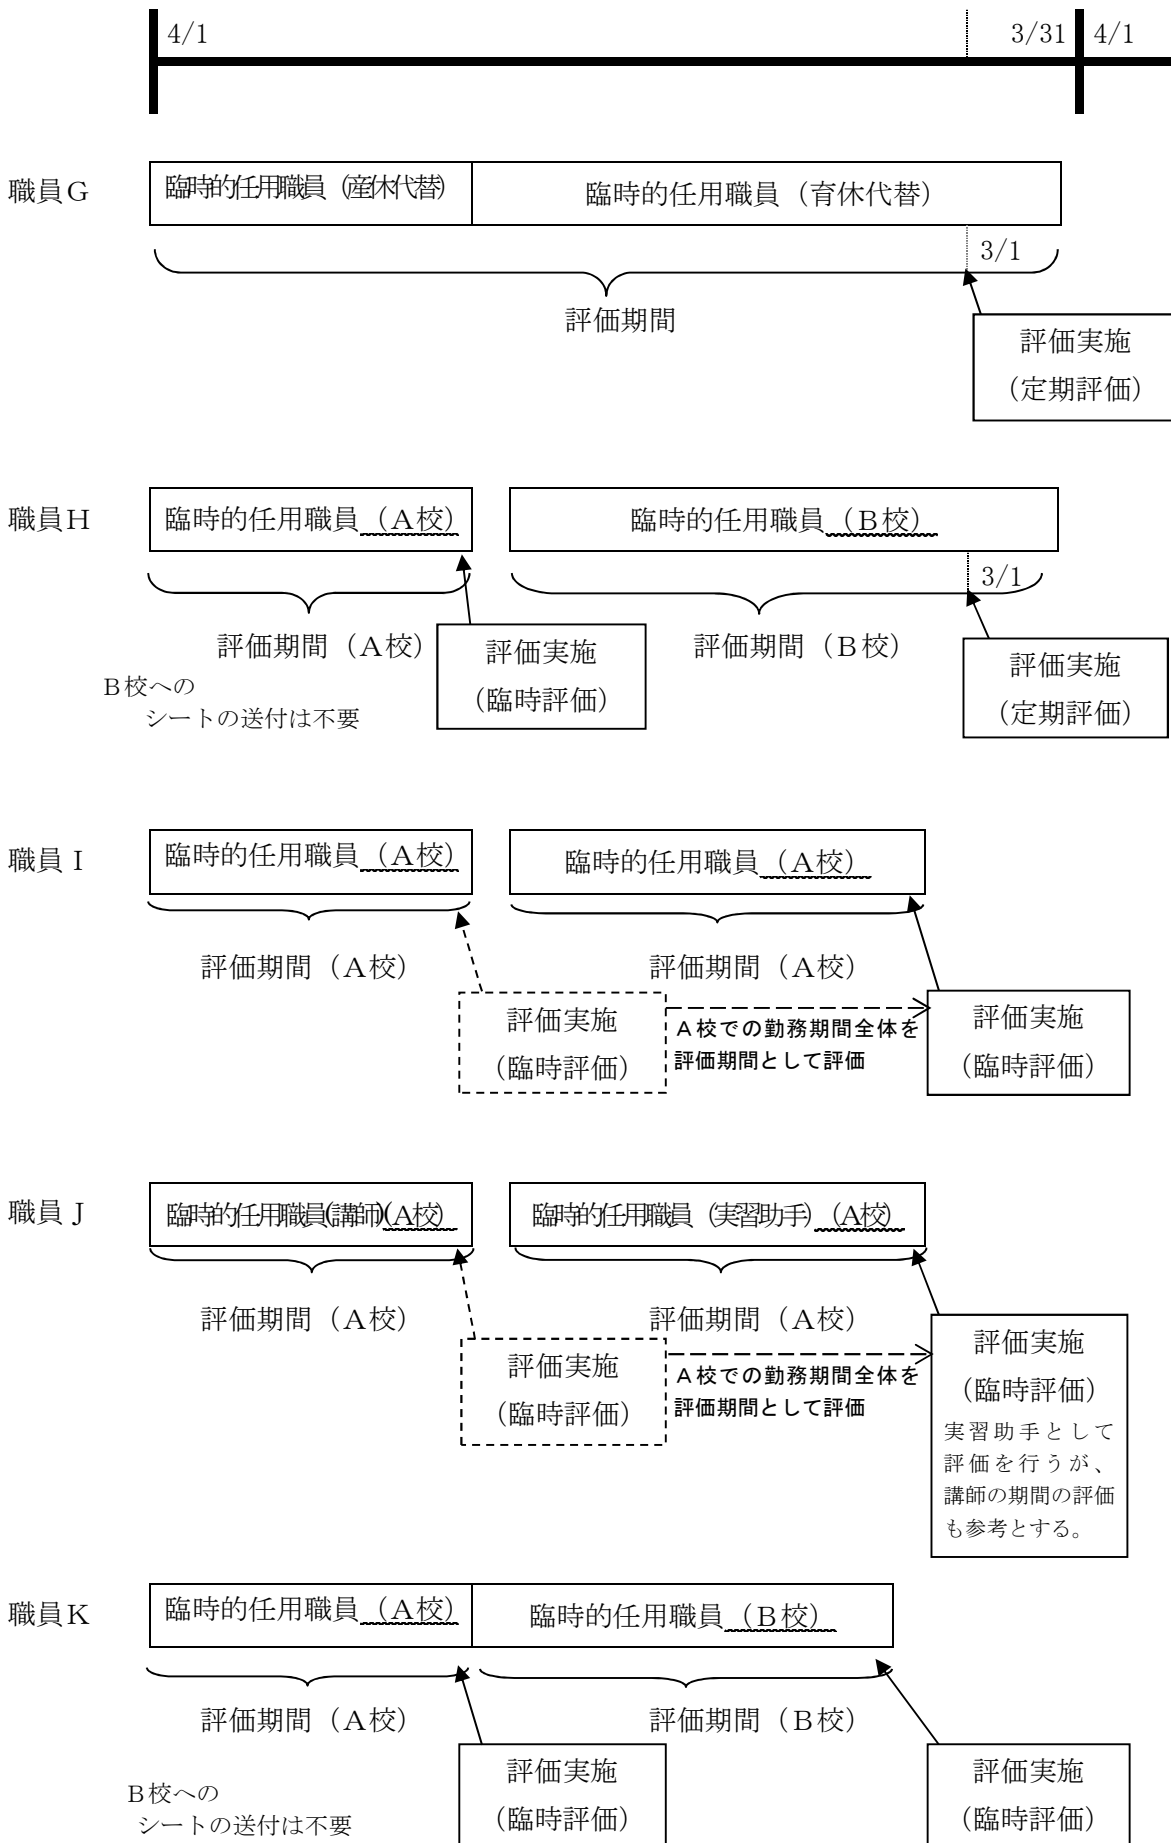 4/1
3/31
4/1
職員G
臨時的任用職員（産休代替）
臨時的任用職員（育休代替）
3/1
評価期間
評価実施
（定期評価）
職員H
臨時的任用職員（A校）
臨時的任用職員（B校）
3/1
評価期間（A校）
評価実施
（臨時評価）
評価期間（B校）
評価実施
（定期評価）
B校への
シートの送付は不要
職員I
臨時的任用職員（A校）
臨時的任用職員（A校）
評価期間（A校）
評価期間（A校）
評価実施
（臨時評価）
A校での勤務期間全体を
評価期間として評価
評価実施
（臨時評価）
職員J
臨時的任用職員(講師)(A校)
臨時的任用職員（実習助手）（A校）
評価期間（A校）
評価期間（A校）
評価実施
（臨時評価）
A校での勤務期間全体を
評価期間として評価
評価実施
（臨時評価）
実習助手として
評価を行うが、
講師の期間の評価
も参考とする。
職員K
臨時的任用職員（A校）
臨時的任用職員（B校）
評価期間（A校）
評価期間（B校）
B校への
シートの送付は不要
評価実施
（臨時評価）
評価実施
（臨時評価）